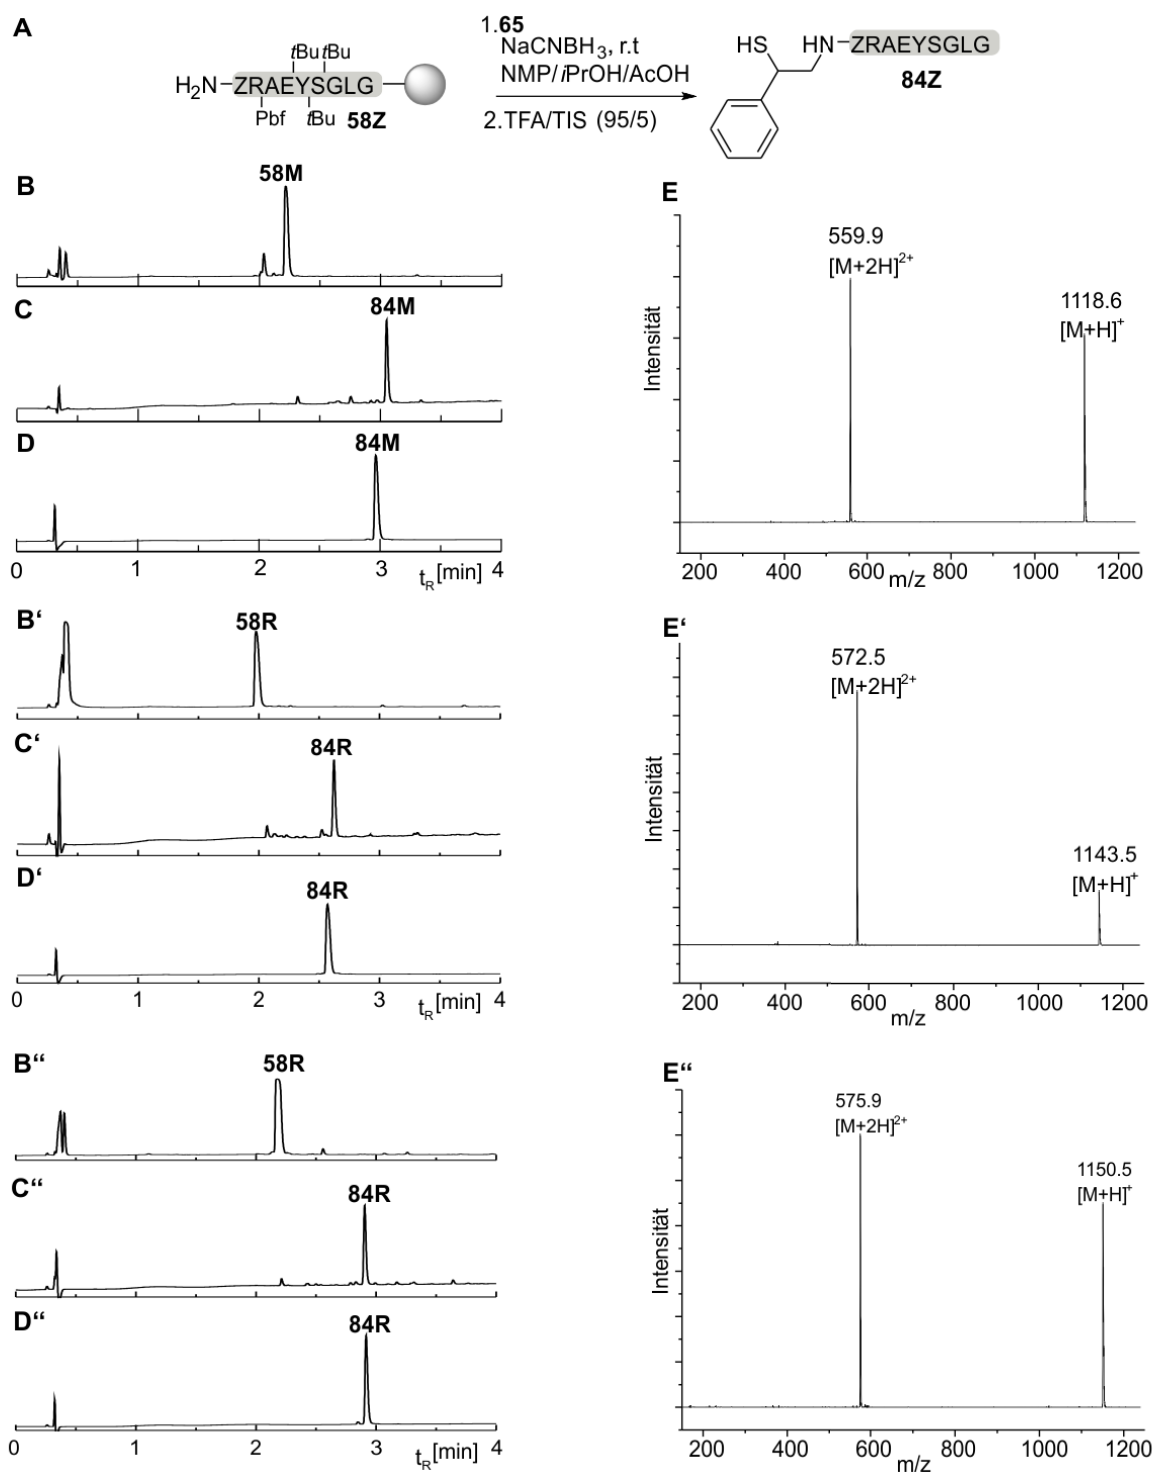 A
1.65
NaCNBH3, r.t
NMP/iPrOH/AcOH
2.TFA/TIS (95/5)
tBu tBu
H2N ZRAEYSGLG
Pbf tBu 58Z
HS HN ZRAEYSGLG
84Z
B
58M
C
84M
D
84M
0 1 2 3 4
tR[min]
E
559.9
[M+2H]2+
1118.6
[M+H]+
Intensität
200 400 600 800 1000 1200
m/z
B‘
58R
C‘
84R
D‘
84R
0 1 2 3 4
tR[min]
E‘
572.5
[M+2H]2+
1143.5
[M+H]+
Intensität
200 400 600 800 1000 1200
m/z
B“
58R
C“
84R
D“
84R
0 1 2 3 4
tR[min]
E“
575.9
[M+2H]2+
1150.5
[M+H]+
Intensität
200 400 600 800 1000 1200
m/z